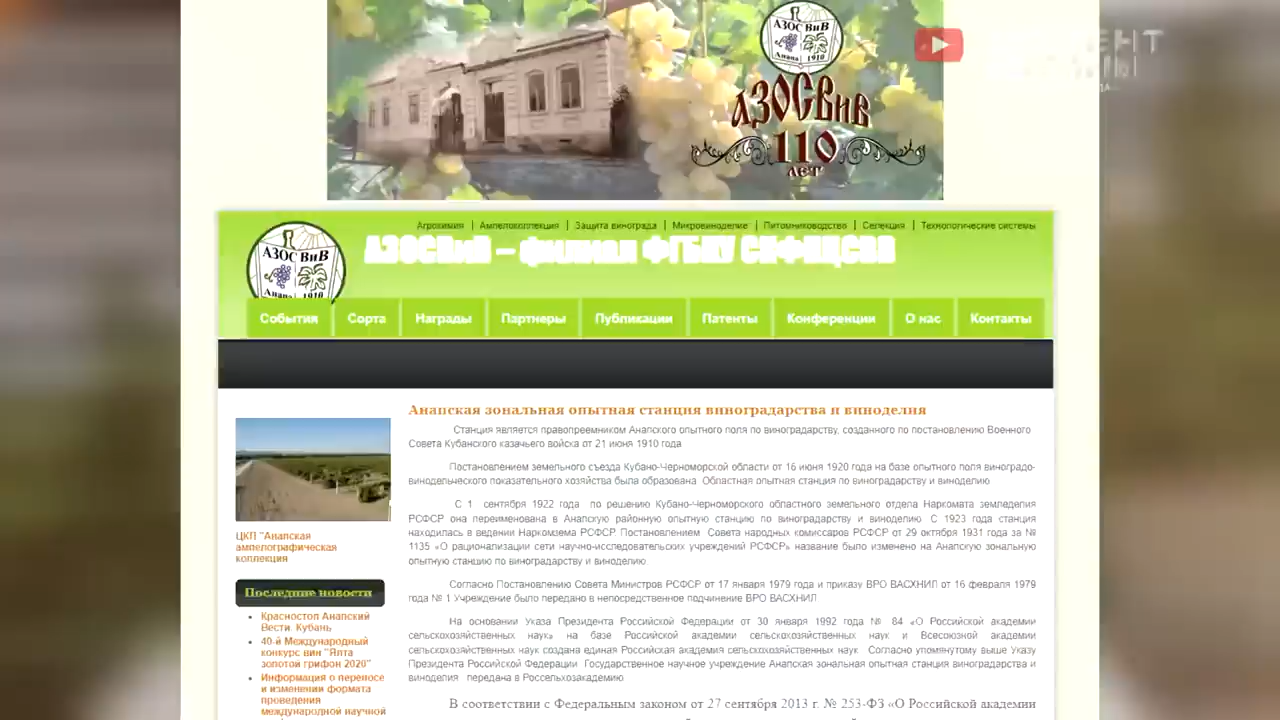 АЗОС ВиВ
Анапа 1910
АЗОСВиВ
110
лет
Агрохимия | Ампелоколлекция | Защита винограда | Микровиноделие | Питомниководство | Селекция | Технологические системы
АЗОСВиВ – филиал ФГБНУ СКФНЦСВВ
АЗОС ВиВ
Анапа 1910
События Сорта Награды Партнеры Публикации Патенты Конференции О нас Контакты
Анапская зональная опытная станция виноградарства и виноделия
Станция является правопреемником Анапского опытного поля по виноградарству, созданного по постановлению Военного
Совета Кубанского казачьего войска от 21 июня 1910 года
Постановлением земельного съезда Кубано-Черноморской области от 16 июня 1920 года на базе опытного поля виноградо-
винодельческого показательного хозяйства была образована Областная опытная станция по виноградарству и виноделию
С 1 сентября 1922 года по решению Кубано-Черноморского областного земельного отдела Наркомата земледелия
РСФСР она переименована в Анапскую районную опытную станцию по виноградарству и виноделию С 1923 года станция
находилась в ведении Наркомзема РСФСР. Постановлением Совета народных комиссаров РСФСР от 29 октября 1931 года за №
1135 «О рационализации сети научно-исследовательских учреждений РСФСР» название было изменено на Анапскую зональную
опытную станцию по виноградарству и виноделию
Согласно Постановлению Совета Министров РСФСР от 17 января 1979 года и приказу ВРО ВАСХНИЛ от 16 февраля 1979
года № 1 Учреждение было передано в непосредственное подчинение ВРО ВАСХНИЛ
На основании Указа Президента Российской Федерации от 30 января 1992 года № 84 «О Российской академии
сельскохозяйственных наук» на базе Российской академии сельскохозяйственных наук и Всесоюзной академии
сельскохозяйственных наук создана единая Российская академия сельскохозяйственных наук Согласно упомянутому выше Указу
Президента Российской Федерации Государственное научное учреждение Анапская зональная опытная станция виноградарства и
виноделия передана в Россельхозакадемию
В соответствии с Федеральным законом от 27 сентября 2013 г. № 253-ФЗ «О Российской академии
ЦКП "Анапская
ампелографическая
коллекция
Последние новости
Красностоп Анапский
Вести. Кубань
40-й Международный
конкурс вин "Ялта
золотой грифон 2020"
Информация о переносе
и изменении формата
проведения
международной научной